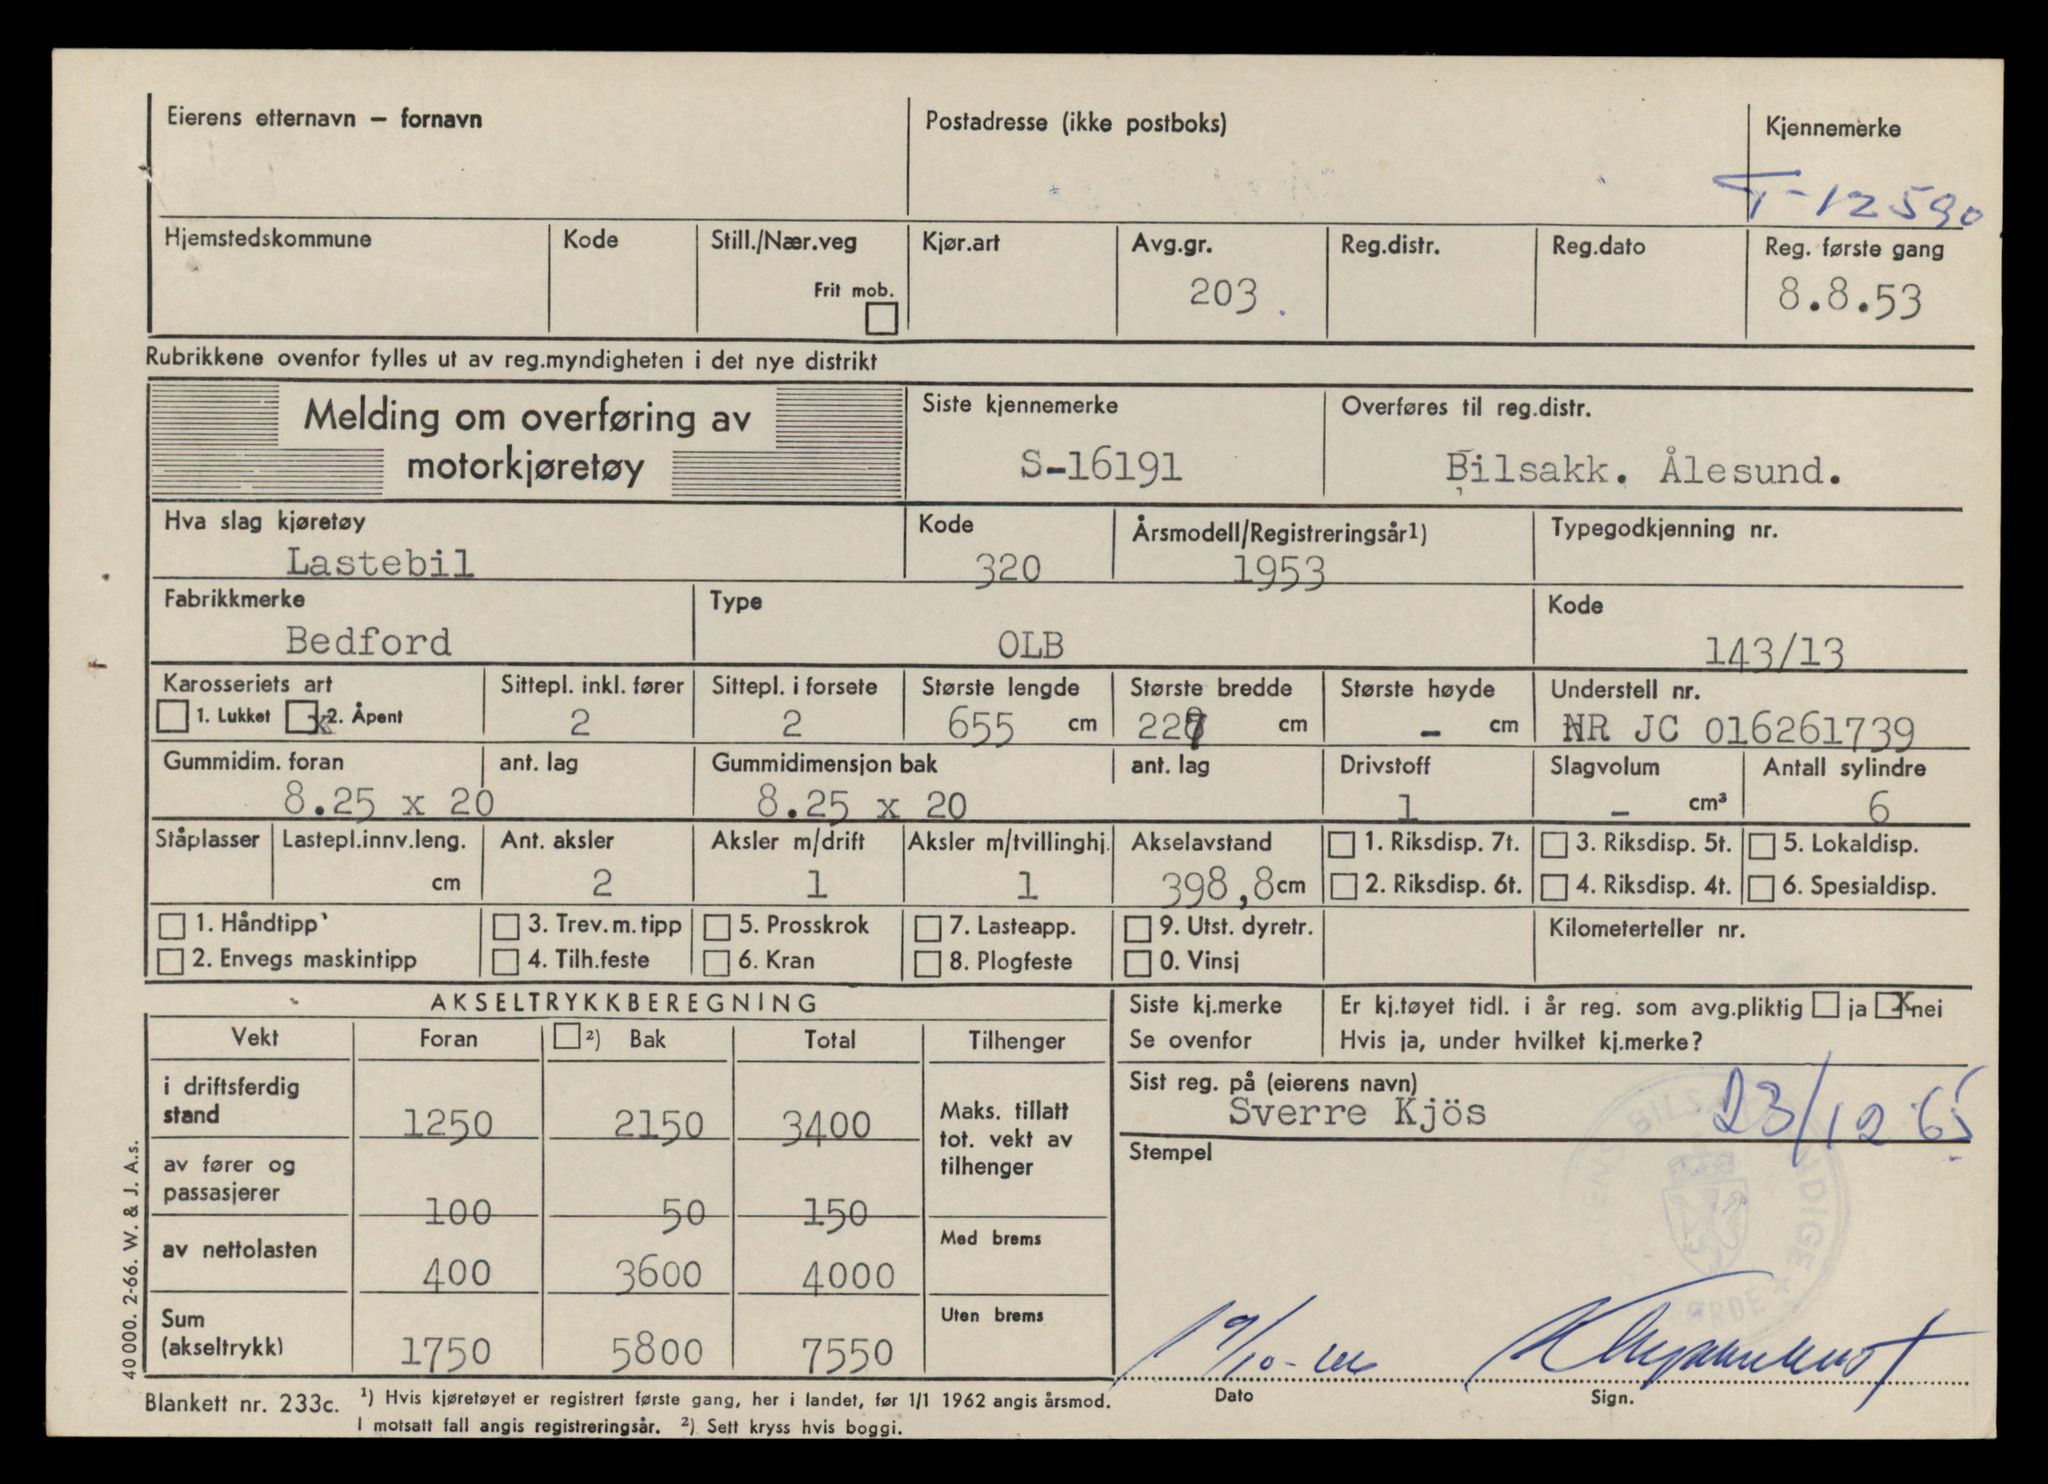 Eierens etternavn – fornavn
Postadresse (ikke postboks)
Kjennemerke
T-12590
Hjemstedskommune
Kode
Still./Nær.veg
Frit mob.
Kjør.art
Avg.gr.
203
Reg.distr.
Reg.dato
Reg. første gang
8.8.53
Rubrikkene ovenfor fylles ut av reg.myndigheten i det nye distrikt
Melding om overføring av
motorkjøretøy
Siste kjennemerke
S-16191
Overføres til reg.distr.
Bilsakk. Ålesund.
Hva slag kjøretøy
Lastebil
Kode
320
Årsmodell/Registreringsår1)
1953
Typegodkjenning nr.
Fabrikkmerke
Bedford
Type
OLB
Kode
143/13
Karosseriets art
1. Lukket x 2. Åpent
Sittepl. inkl. fører
2
Sittepl. i forsete
2
Største lengde
655 cm
Største bredde
227 cm
Største høyde
- cm
Understell nr.
NR JC 016261739
Gummidim. foran
8.25 x 20
ant. lag
Gummidimensjon bak
8.25 x 20
ant. lag
Drivstoff
1
Slagvolum
- cm³
Antall sylindre
6
Ståplasser
Lastepl.innv.leng.
cm
Ant. aksler
2
Aksler m/drift
1
Aksler m/tvillinghj.
1
Akselavstand
398,8cm
1. Riksdisp. 7t.
2. Riksdisp. 6t.
3. Riksdisp. 5t.
4. Riksdisp. 4t.
5. Lokaldisp.
6. Spesialdisp.
1. Håndtipp
2. Envegs maskintipp
3. Trev.m.tipp
4. Tilh.feste
5. Prosskrok
6. Kran
7. Lasteapp.
8. Plogfeste
9. Utst. dyretr.
0. Vinsj
Kilometerteller nr.
AKSELTRYKKBEREGNING
Vekt Foran 2) Bak Total Tilhenger
i driftsferdig
stand 1250 2150 3400
av fører og
passasjerer 100 50 150
av nettolasten 400 3600 4000
Sum
(akseltrykk) 1750 5800 7550
Maks. tillatt
tot. vekt av
tilhenger
Med brems
Uten brems
Siste kj.merke
Se ovenfor
Er kj.tøyet tidl. i år reg. som avg.pliktig ja x nei
Hvis ja, under hvilket kj.merke?
Sist reg. på (eierens navn)
Sverre Kjös
23/12 65
Stempel
Dato
Sign.
40 000. 2-66. W. & J. A.s.
Blankett nr. 233c.
1) Hvis kjøretøyet er registrert første gang, her i landet, før 1/1 1962 angis årsmod.
I motsatt fall angis registreringsår. 2) Sett kryss hvis boggi.